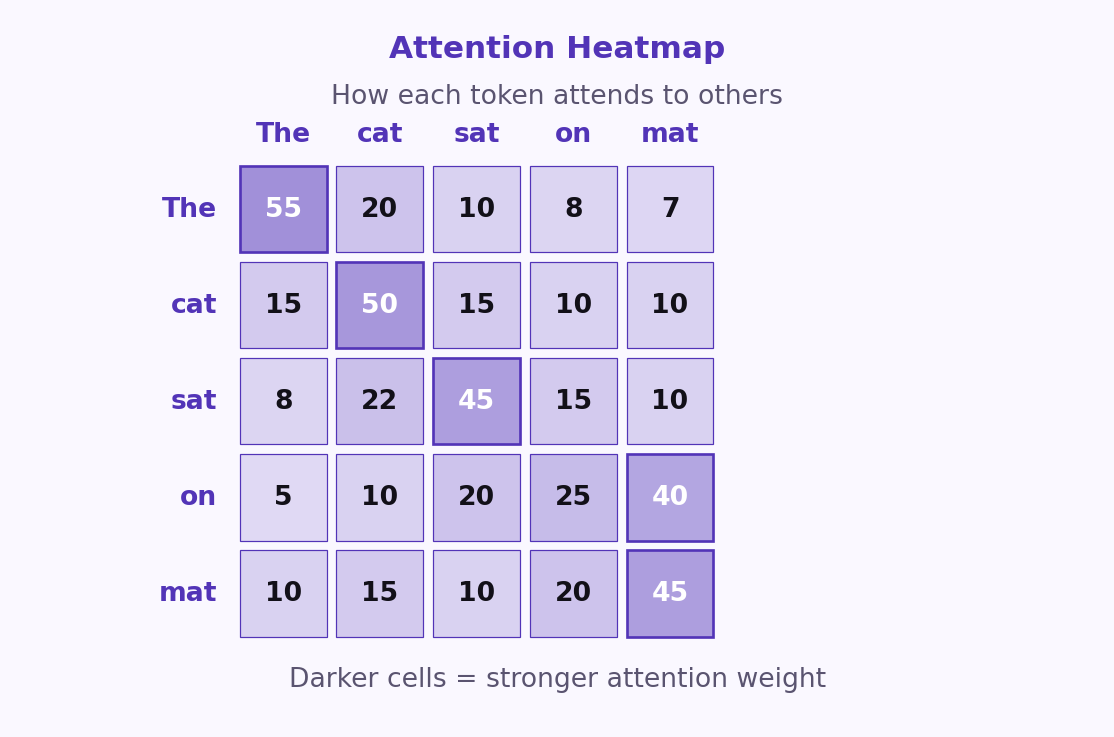 Attention Heatmap
How each token attends to others
The cat sat on mat
The 55 20 10 8 7
cat 15 50 15 10 10
sat 8 22 45 15 10
on 5 10 20 25 40
mat 10 15 10 20 45
Darker cells = stronger attention weight